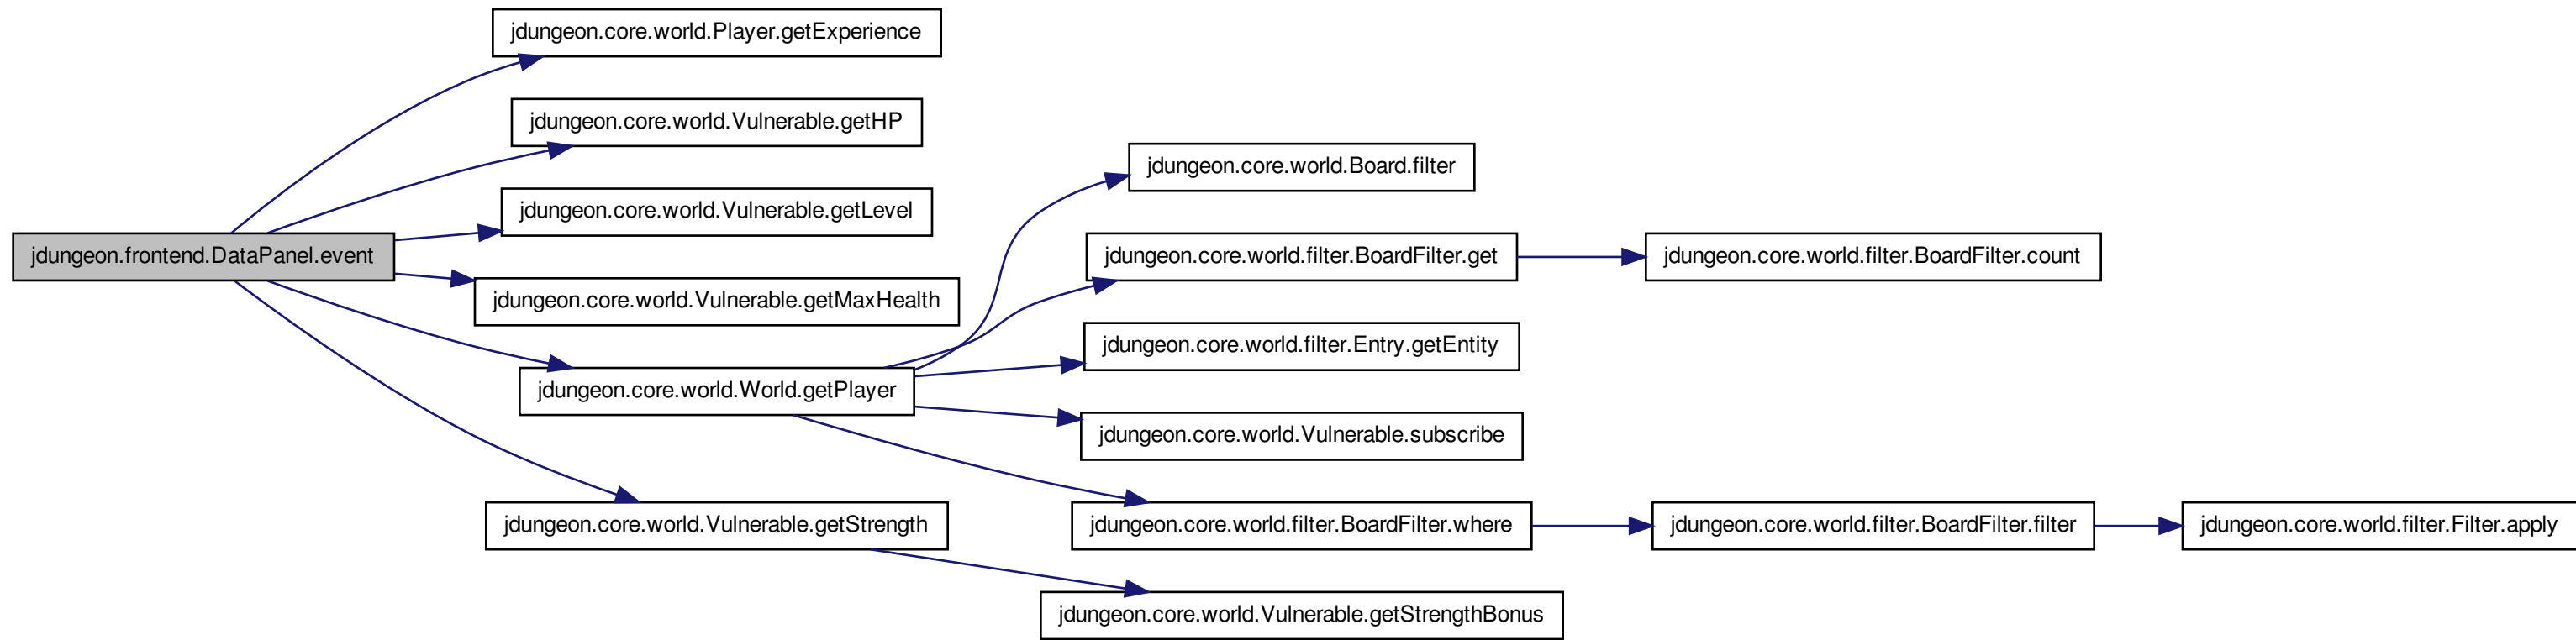 jdungeon.frontend.DataPanel.event
jdungeon.core.world.Player.getExperience
jdungeon.core.world.Vulnerable.getHP
jdungeon.core.world.Vulnerable.getLevel
jdungeon.core.world.Vulnerable.getMaxHealth
jdungeon.core.world.World.getPlayer
jdungeon.core.world.Vulnerable.getStrength
jdungeon.core.world.Board.filter
jdungeon.core.world.filter.BoardFilter.get
jdungeon.core.world.filter.Entry.getEntity
jdungeon.core.world.Vulnerable.subscribe
jdungeon.core.world.filter.BoardFilter.where
jdungeon.core.world.Vulnerable.getStrengthBonus
jdungeon.core.world.filter.BoardFilter.count
jdungeon.core.world.filter.BoardFilter.filter
jdungeon.core.world.filter.Filter.apply